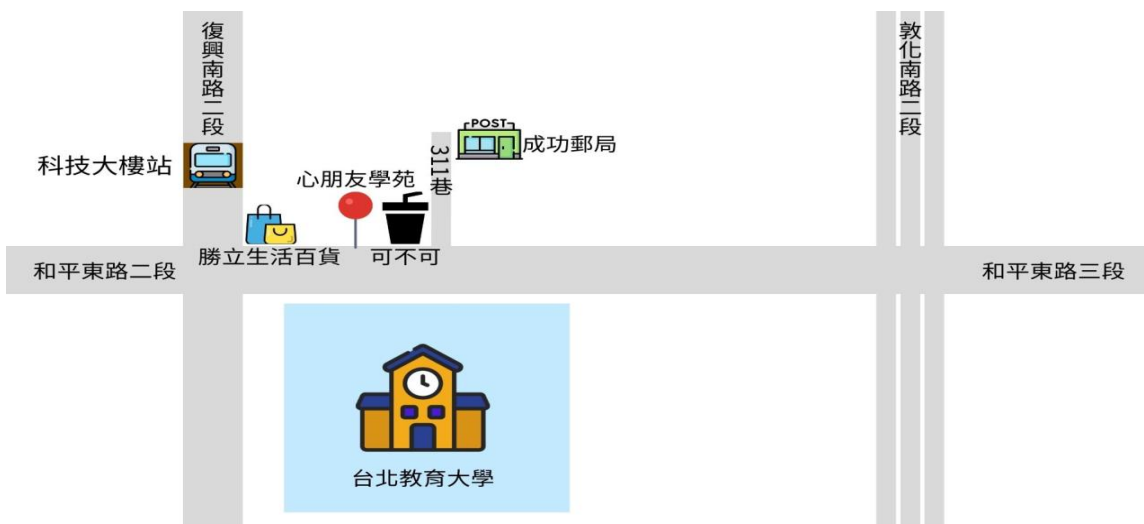 復興南路二段
敦化南路二段
POST
成功郵局
311巷
科技大樓站
心朋友學苑
勝立生活百貨
可不可
和平東路二段
和平東路三段
台北教育大學